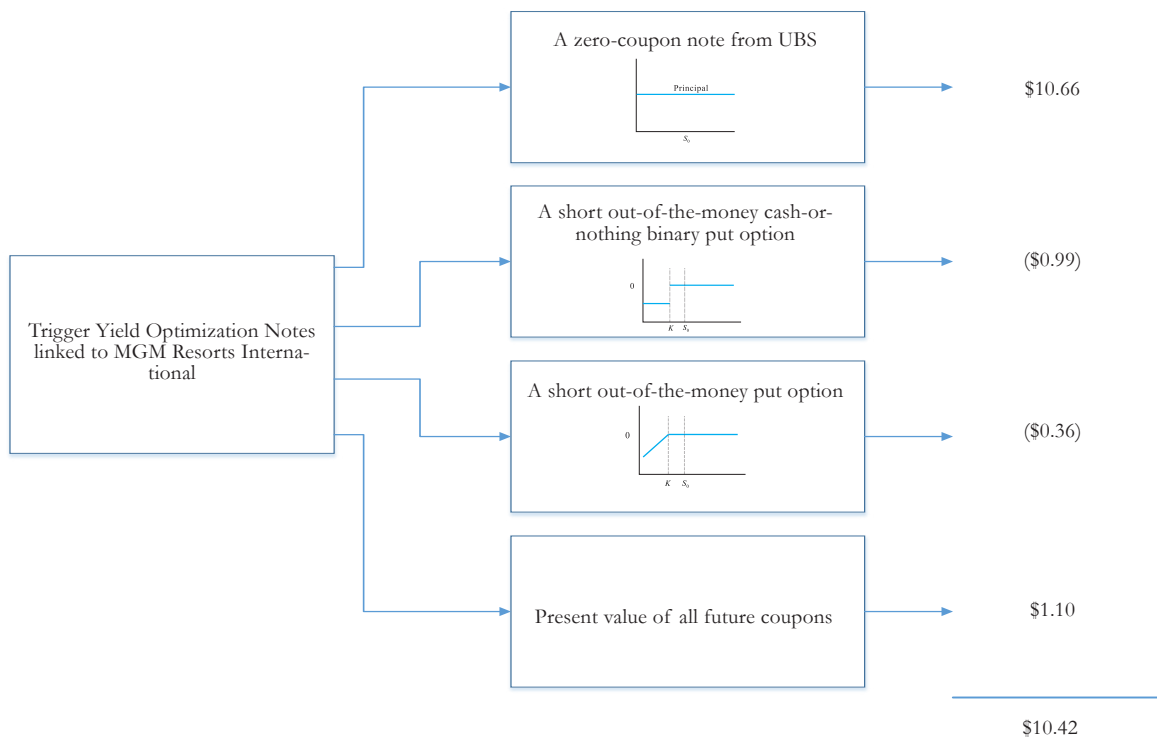 A zero-coupon note from UBS
Principal
S0
$10.66
A short out-of-the-money cash-or-
nothing binary put option
0
K S0
($0.99)
Trigger Yield Optimization Notes
linked to MGM Resorts Interna-
tional
A short out-of-the-money put option
0
K S0
($0.36)
Present value of all future coupons
$1.10
$10.42